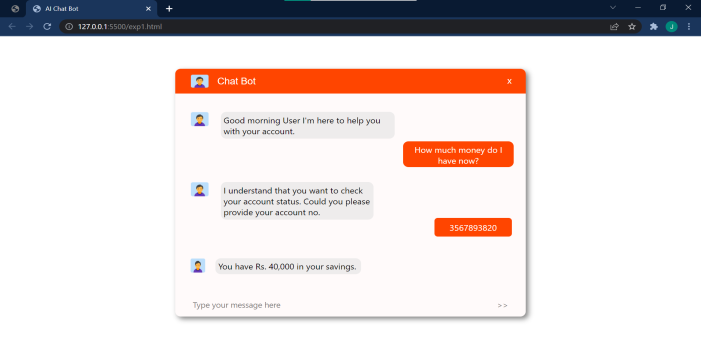 AI Chat Bot
127.0.0.1:5500/exp1.html
J
Chat Bot
x
Good morning User I'm here to help you
with your account.
How much money do I
have now?
I understand that you want to check
your account status. Could you please
provide your account no.
3567893820
You have Rs. 40,000 in your savings.
Type your message here
>>